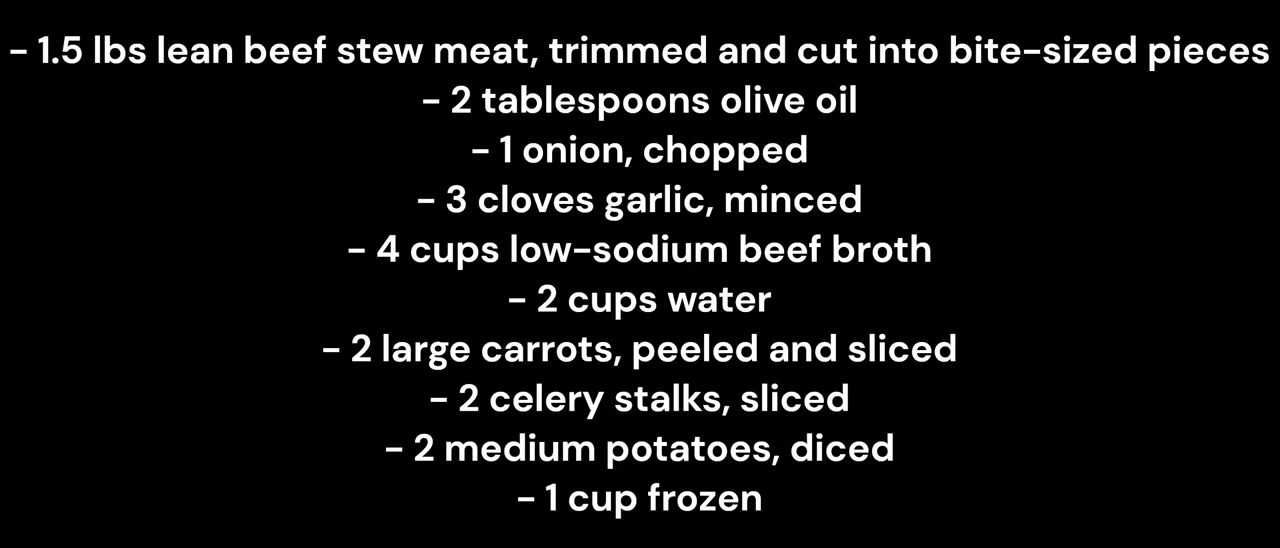 - 1.5 lbs lean beef stew meat, trimmed and cut into bite-sized pieces
- 2 tablespoons olive oil
- 1 onion, chopped
- 3 cloves garlic, minced
- 4 cups low-sodium beef broth
- 2 cups water
- 2 large carrots, peeled and sliced
- 2 celery stalks, sliced
- 2 medium potatoes, diced
- 1 cup frozen